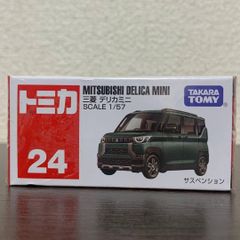 トミカ
24
MITSUBISHI DELICA MINI
三菱 デリカミニ
SCALE 1/57
TAKARA
TOMY
サスペンション